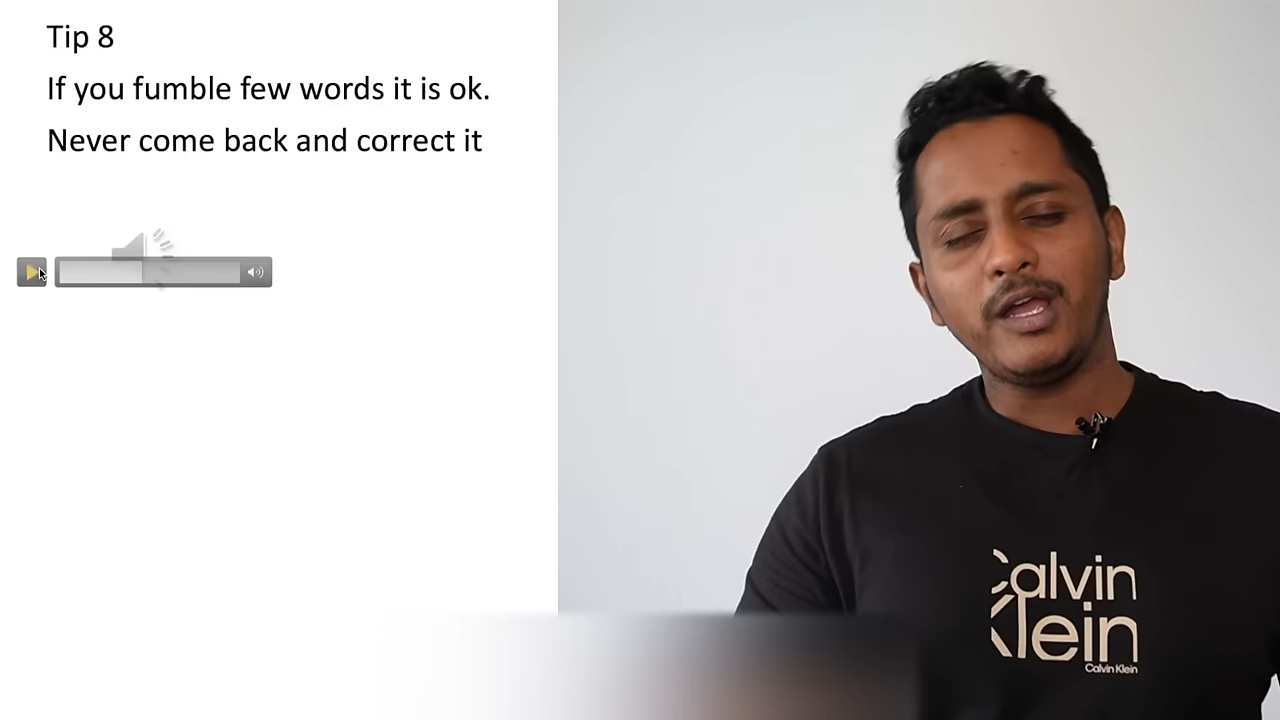 Tip 8
If you fumble few words it is ok.
Never come back and correct it
Calvin
Klein
Calvin Klein